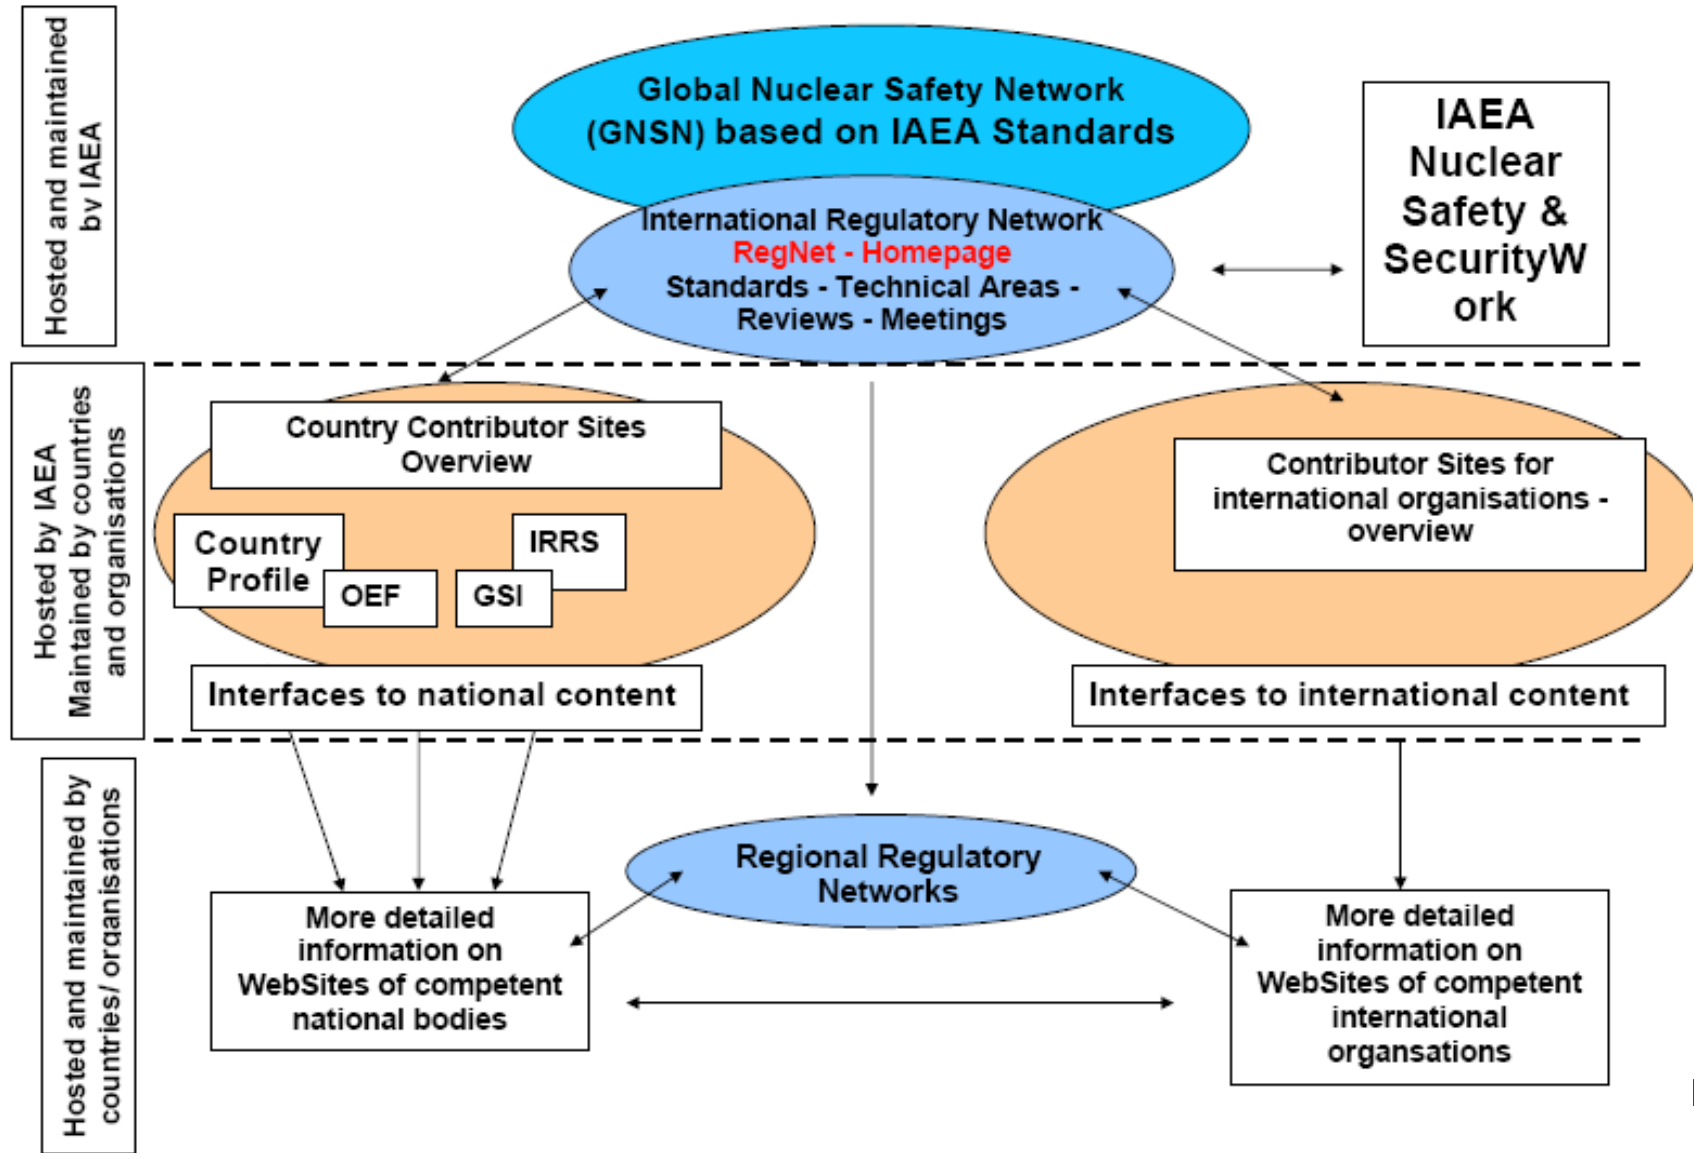 Hosted and maintained
by IAEA
Global Nuclear Safety Network
(GNSN) based on IAEA Standards
International Regulatory Network
RegNet - Homepage
Standards - Technical Areas -
Reviews - Meetings
IAEA
Nuclear
Safety &
SecurityW
ork
Hosted by IAEA
Maintained by countries
and organisations
Country Contributor Sites
Overview
Country
Profile
OEF
GSI
IRRS
Interfaces to national content
Contributor Sites for
international organisations -
overview
Interfaces to international content
Hosted and maintained by
countries/ organisations
More detailed
information on
WebSites of competent
national bodies
Regional Regulatory
Networks
More detailed
information on
WebSites of competent
international
organsations